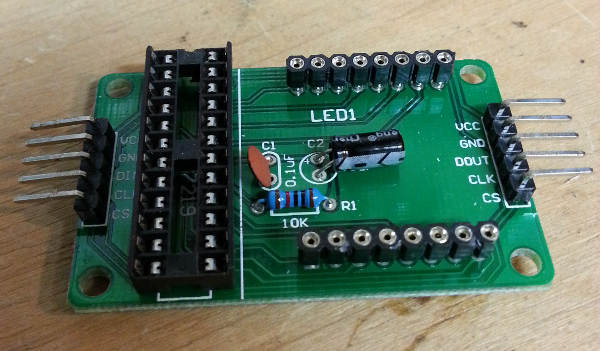 LED1
VCC
GND
DIN
CLK
CS
C1
C2
0.1UF
R1
10K
7219
VCC
GND
DOUT
CLK
CS